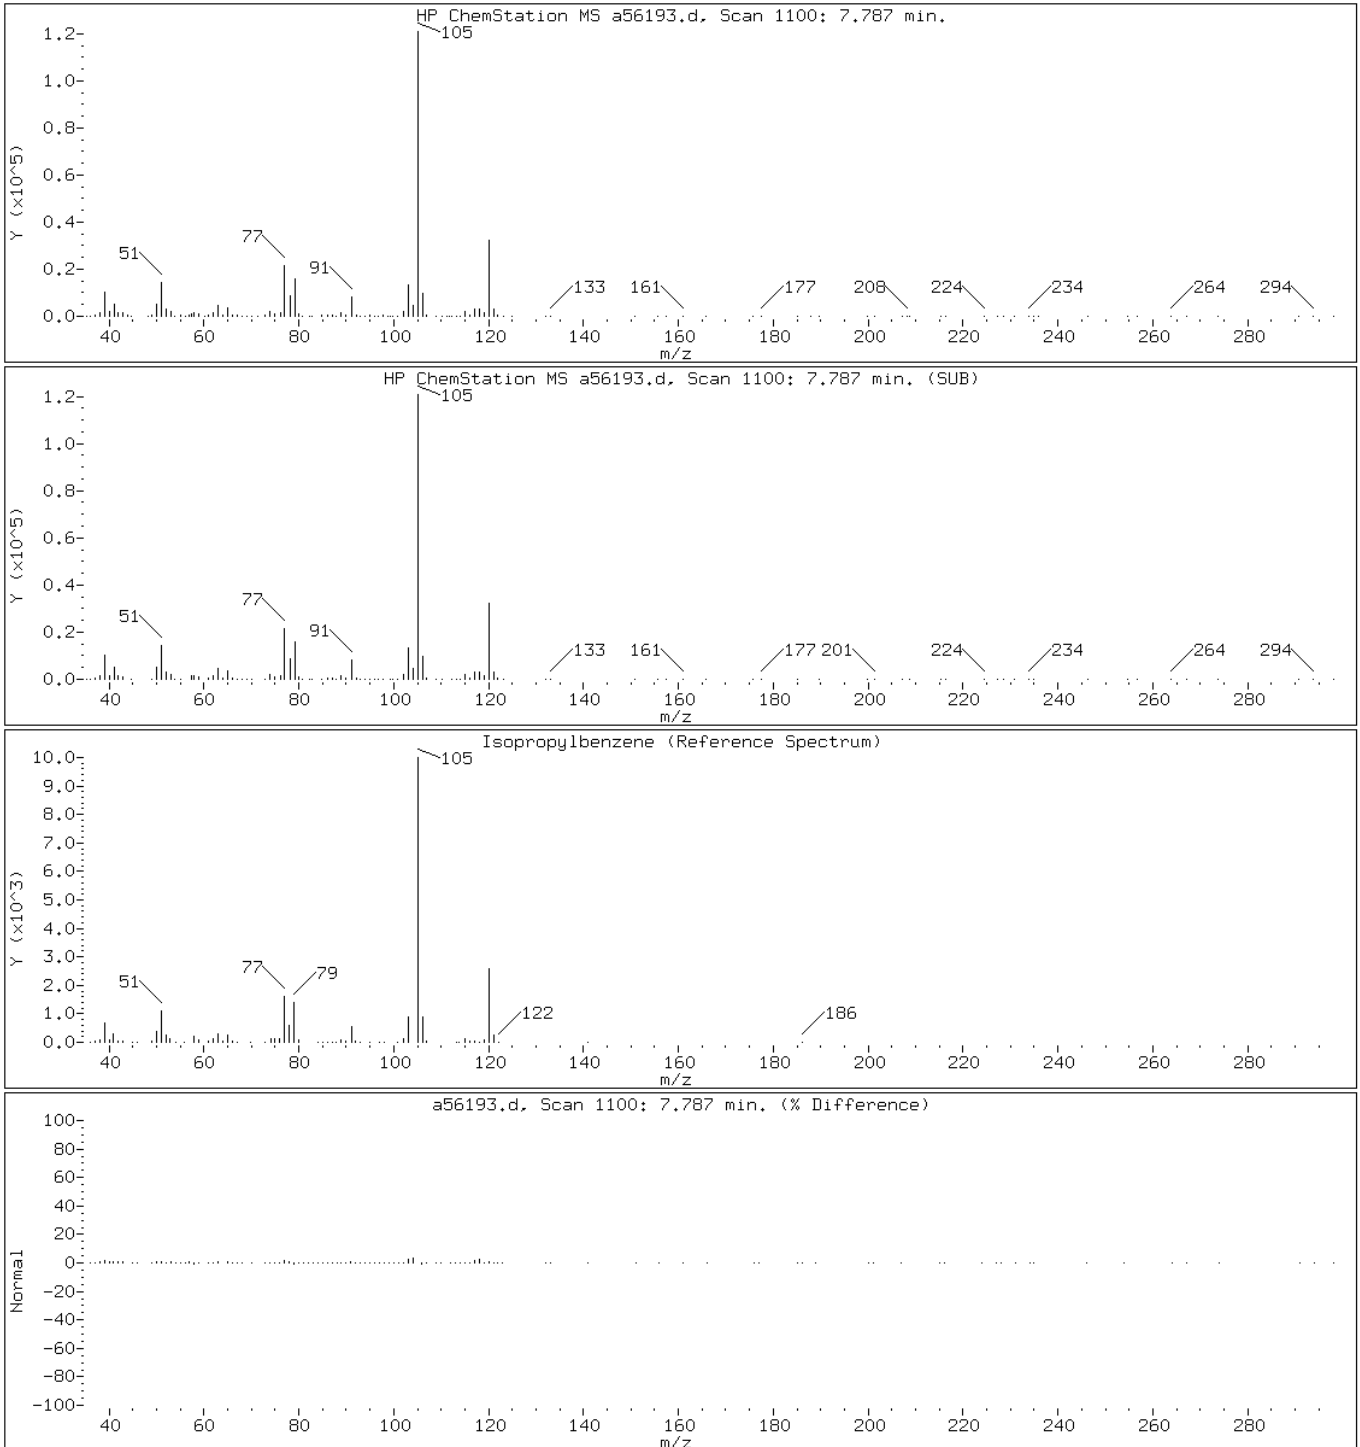 HP ChemStation MS a56193.d, Scan 1100: 7.787 min.
Y (x10^5)
1.2
1.0
0.8
0.6
0.4
0.2
0.0
105
51 77 91 133 161 177 208 224 234 264 294
40 60 80 100 120 140 160 180 200 220 240 260 280
m/z
HP ChemStation MS a56193.d, Scan 1100: 7.787 min. (SUB)
Y (x10^5)
1.2
1.0
0.8
0.6
0.4
0.2
0.0
105
51 77 91 133 161 177 201 224 234 264 294
40 60 80 100 120 140 160 180 200 220 240 260 280
m/z
Isopropylbenzene (Reference Spectrum)
Y (x10^3)
10.0
9.0
8.0
7.0
6.0
5.0
4.0
3.0
2.0
1.0
0.0
105
51 77 79 122 186
40 60 80 100 120 140 160 180 200 220 240 260 280
m/z
a56193.d, Scan 1100: 7.787 min. (% Difference)
Normal
100
80
60
40
20
0
-20
-40
-60
-80
-100
40 60 80 100 120 140 160 180 200 220 240 260 280
m/z